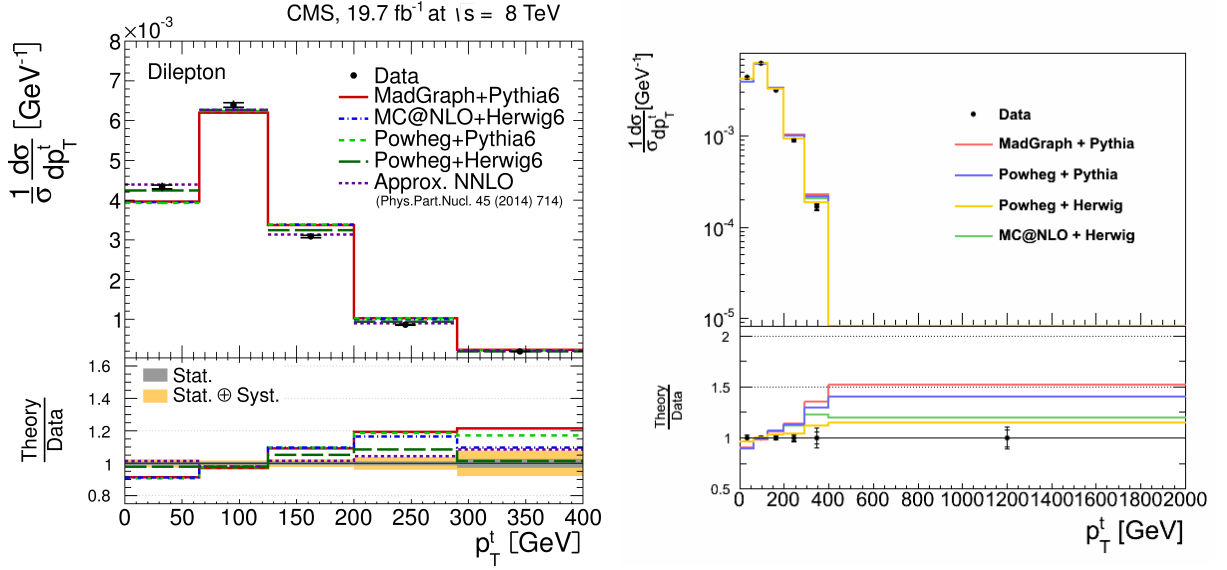 CMS, 19.7 fb-1 at √s = 8 TeV
×10-3
Dilepton
Data
MadGraph+Pythia6
MC@NLO+Herwig6
Powheg+Pythia6
Powheg+Herwig6
Approx. NNLO
(Phys.Part.Nucl. 45 (2014) 714)
1/σ dσ/dp_T^t [GeV-1]
8
7
6
5
4
3
2
1
Stat.
Stat. ⊕ Syst.
Theory
Data
1.6
1.4
1.2
1
0.8
0 50 100 150 200 250 300 350 400
p_T^t [GeV]
1/σ dσ/dp_T^t [GeV-1]
10-3
10-4
10-5
Data
MadGraph + Pythia
Powheg + Pythia
Powheg + Herwig
MC@NLO + Herwig
Theory
Data
2
1.5
1
0.5
0 200 400 600 800 1000 1200 1400 1600 1800 2000
p_T^t [GeV]